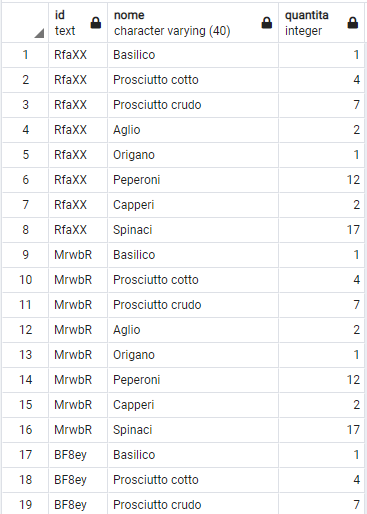 id nome quantita
text character varying (40) integer
1 RfaXX Basilico 1
2 RfaXX Prosciutto cotto 4
3 RfaXX Prosciutto crudo 7
4 RfaXX Aglio 2
5 RfaXX Origano 1
6 RfaXX Peperoni 12
7 RfaXX Capperi 2
8 RfaXX Spinaci 17
9 MrwbR Basilico 1
10 MrwbR Prosciutto cotto 4
11 MrwbR Prosciutto crudo 7
12 MrwbR Aglio 2
13 MrwbR Origano 1
14 MrwbR Peperoni 12
15 MrwbR Capperi 2
16 MrwbR Spinaci 17
17 BF8ey Basilico 1
18 BF8ey Prosciutto cotto 4
19 BF8ey Prosciutto crudo 7